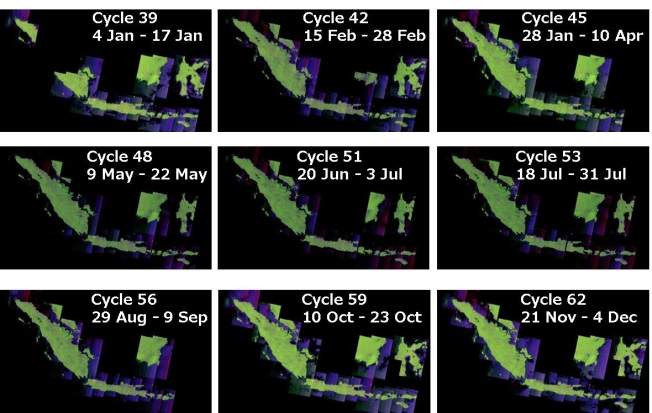 Cycle 39
4 Jan - 17 Jan
Cycle 42
15 Feb - 28 Feb
Cycle 45
28 Jan - 10 Apr
Cycle 48
9 May - 22 May
Cycle 51
20 Jun - 3 Jul
Cycle 53
18 Jul - 31 Jul
Cycle 56
29 Aug - 9 Sep
Cycle 59
10 Oct - 23 Oct
Cycle 62
21 Nov - 4 Dec